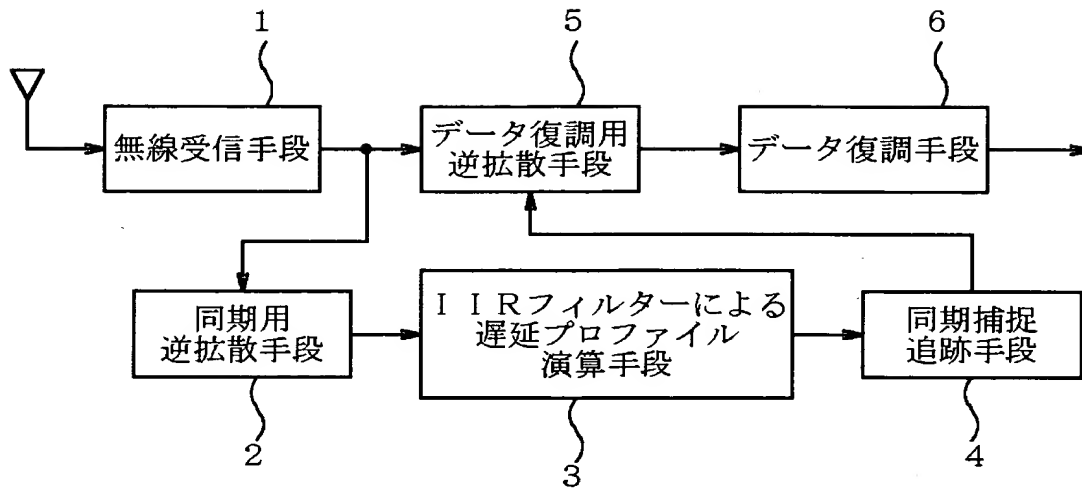 1
5
6
無線受信手段
データ復調用
逆拡散手段
データ復調手段
同期用
逆拡散手段
IIRフィルターによる
遅延プロファイル
演算手段
同期捕捉
追跡手段
2
3
4